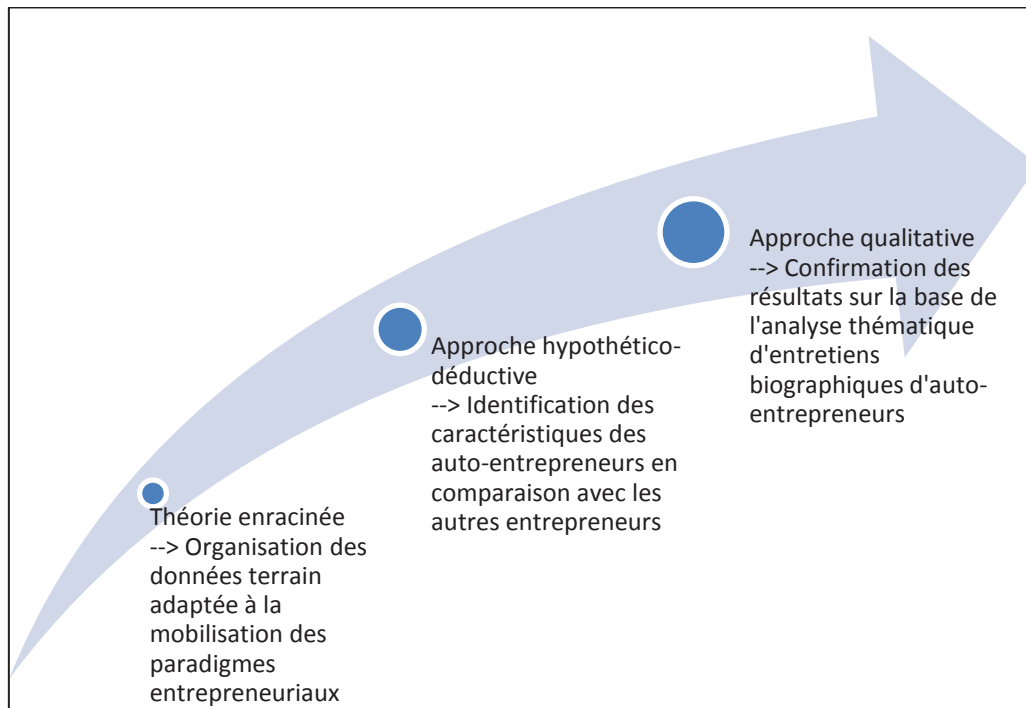 Théorie enracinée
--> Organisation des
données terrain
adaptée à la
mobilisation des
paradigmes
entrepreneuriaux
Approche hypothético-
déductive
--> Identification des
caractéristiques des
auto-entrepreneurs en
comparaison avec les
autres entrepreneurs
Approche qualitative
--> Confirmation des
résultats sur la base de
l'analyse thématique
d'entretiens
biographiques d'auto-
entrepreneurs